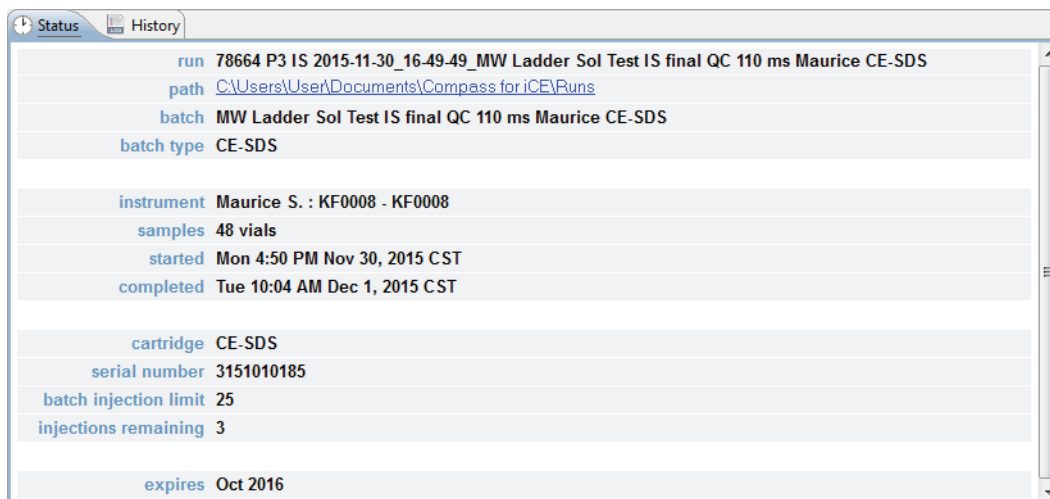 Status History
run 78664 P3 IS 2015-11-30_16-49-49_MW Ladder Sol Test IS final QC 110 ms Maurice CE-SDS
path C:\Users\User\Documents\Compass for iCE\Runs
batch MW Ladder Sol Test IS final QC 110 ms Maurice CE-SDS
batch type CE-SDS
instrument Maurice S. : KF0008 - KF0008
samples 48 vials
started Mon 4:50 PM Nov 30, 2015 CST
completed Tue 10:04 AM Dec 1, 2015 CST
cartridge CE-SDS
serial number 3151010185
batch injection limit 25
injections remaining 3
expires Oct 2016